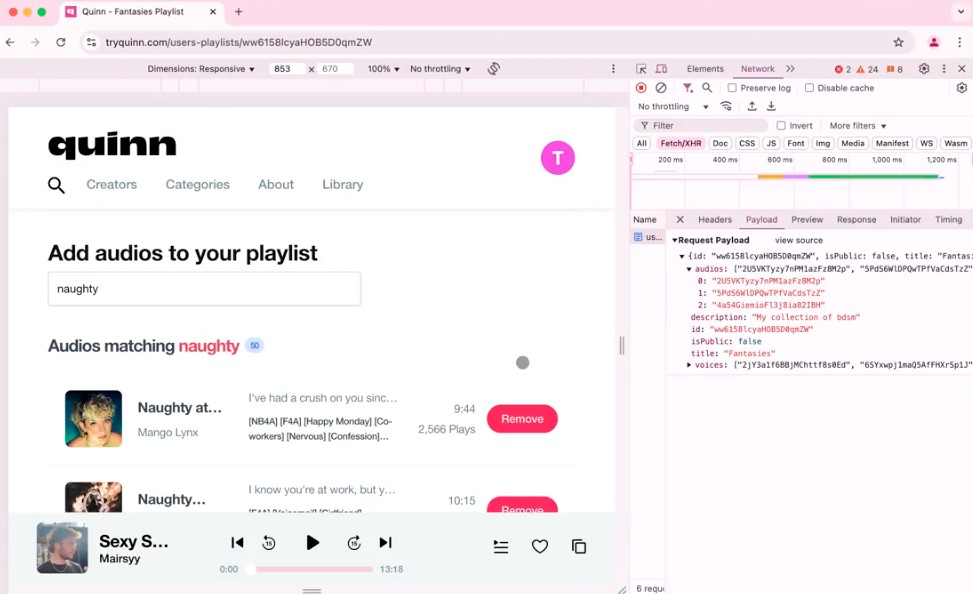 Quinn - Fantasies Playlist
tryquinn.com/users-playlists/ww6158lcyaHOB5D0qmZW
Dimensions: Responsive 853 x 670 100% No throttling
Elements Network 2 24 8
Preserve log Disable cache
No throttling
Filter Invert More filters
All Fetch/XHR Doc CSS JS Font Img Media Manifest WS Wasm
200 ms 400 ms 600 ms 800 ms 1,000 ms 1,200 ms
Name Headers Payload Preview Response Initiator Timing
us...
Request Payload view source
{id: "ww6158lcyaHOB5D0qmZW", isPublic: false, title: "Fantasi
audios: ["2U5VKTyzy7nPM1azFz8M2p", "5PdS6WlDPQwTPfVaCdsTzZ"
0: "2U5VKTyzy7nPM1azFz8M2p"
1: "5PdS6WlDPQwTPfVaCdsTzZ"
2: "4a54GiemioFl3j8ia82IBH"
description: "My collection of bdsm"
id: "ww6158lcyaHOB5D0qmZW"
isPublic: false
title: "Fantasies"
voices: ["2jY3a1f6BBjMChttf8s0Ed", "65Yxwpj1maQ5AfFHXrSp1J"
6 requ
quinn
T
Creators Categories About Library
Add audios to your playlist
naughty
Audios matching naughty 50
Naughty at...
Mango Lynx
I've had a crush on you sinc...
[NB4A] [F4A] [Happy Monday] [Co-
workers] [Nervous] [Confession]...
9:44
2,566 Plays
Remove
Naughty...
I know you're at work, but y...
[F4A] [Voicemail] [Girlfriend]
10:15
Remove
Sexy S...
Mairsyy
15 15
0:00 13:18